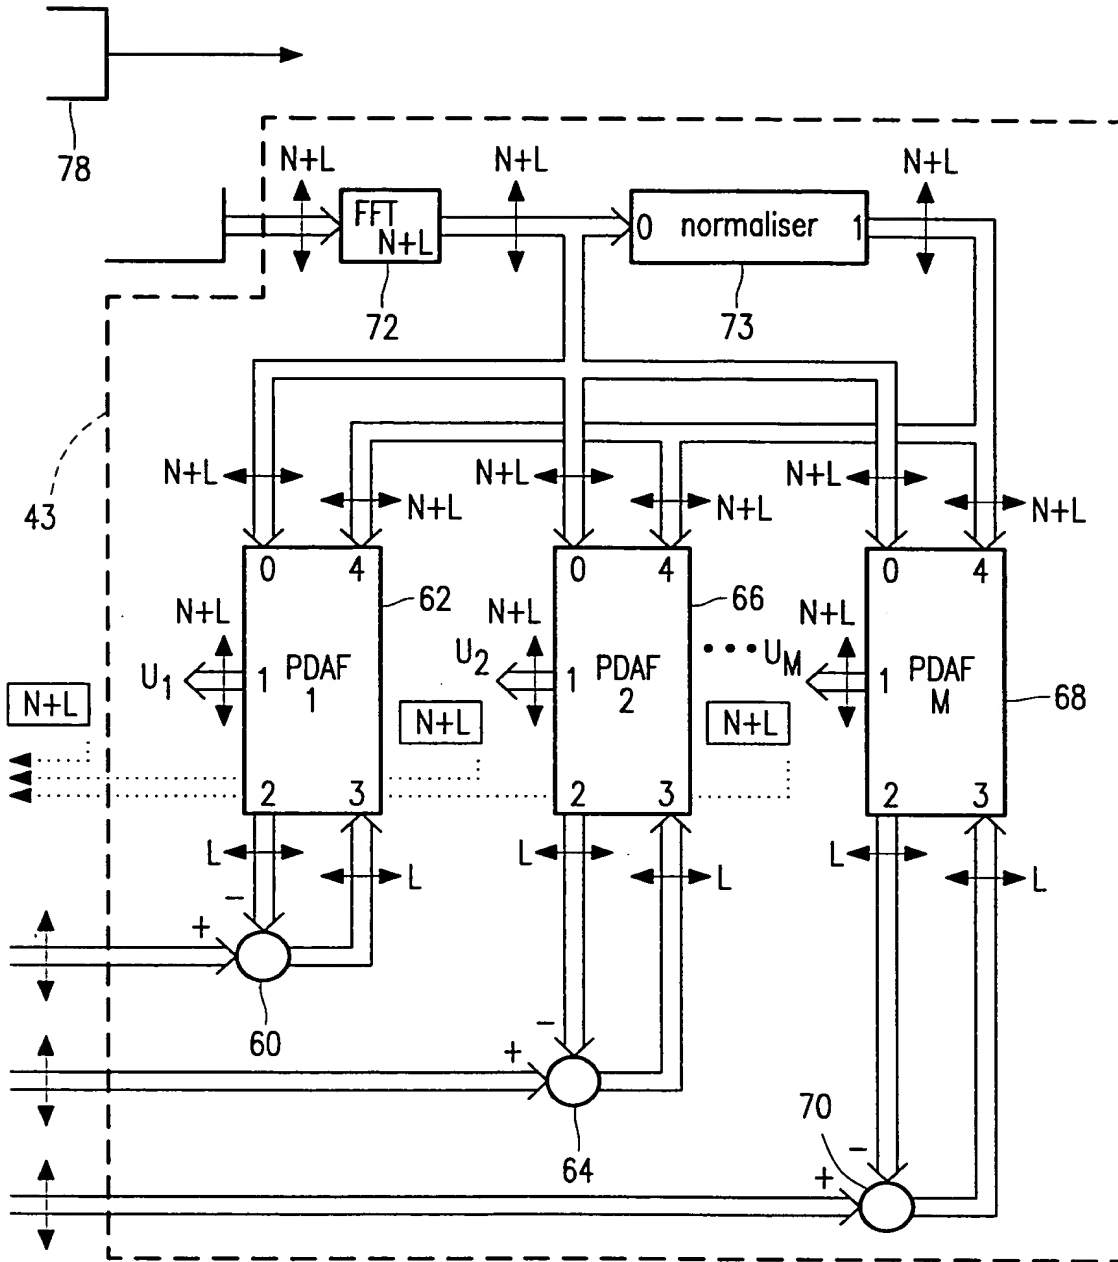 78
N+L N+L N+L
FFT
N+L
0 normaliser 1
72 73
43
N+L N+L N+L
N+L N+L N+L
0 4 0 4 0 4
62 66
N+L N+L N+L
U1 1 PDAF
1
U2 1 PDAF
2
••• UM 1 PDAF
M
68
N+L N+L N+L
2 3 2 3 2 3
L L L
L L L
− +
60
− +
64
70
− +